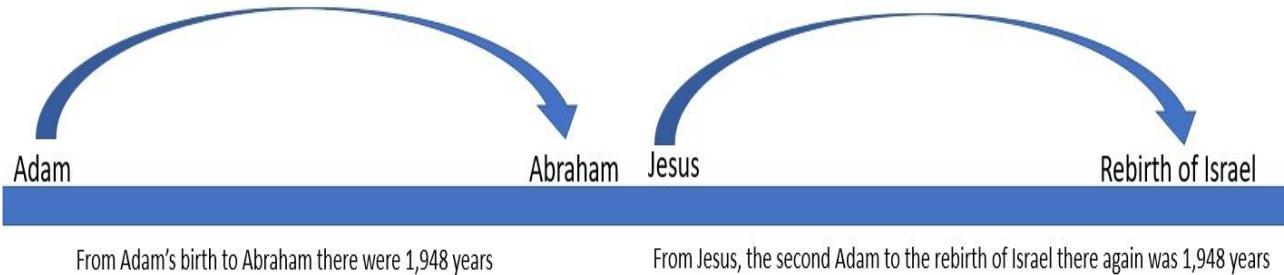 Adam
Abraham
Jesus
Rebirth of Israel
From Adam's birth to Abraham there were 1,948 years
From Jesus, the second Adam to the rebirth of Israel there again was 1,948 years